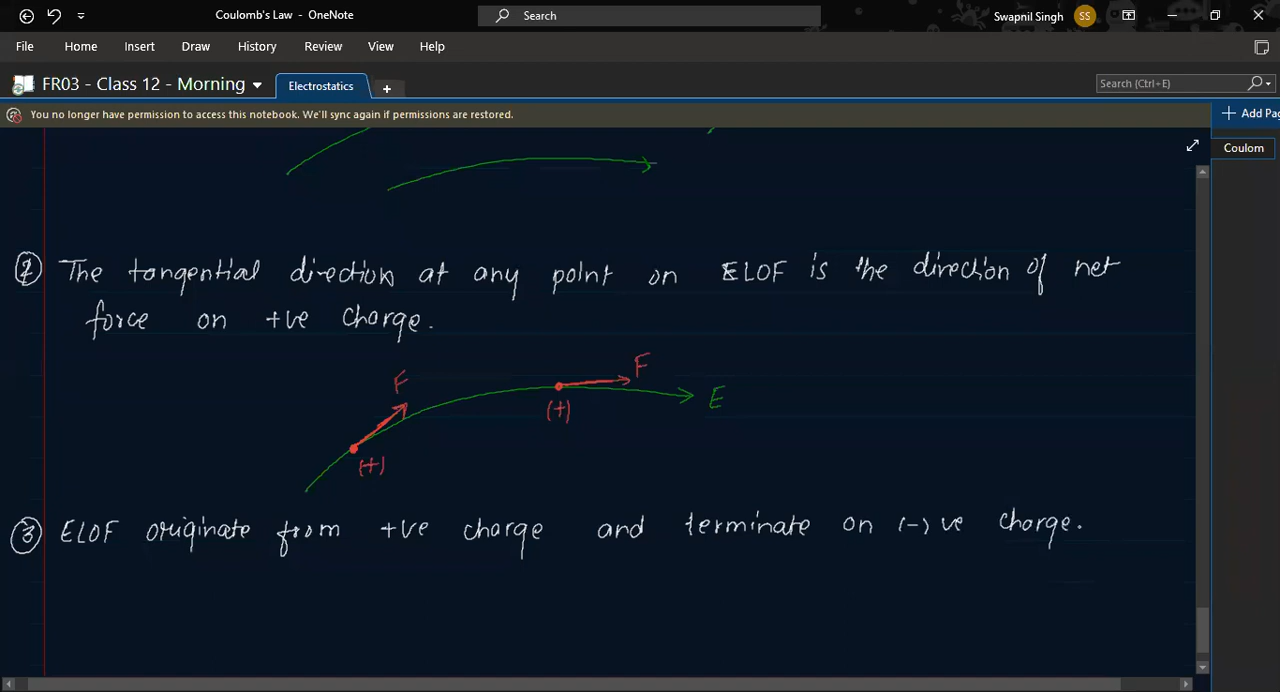 Coulomb's Law - OneNote
Search
Swapnil Singh
SS
File Home Insert Draw History Review View Help
FR03 - Class 12 - Morning
Electrostatics
+
Search (Ctrl+E)
You no longer have permission to access this notebook. We'll sync again if permissions are restored.
+ Add Pag
Coulom
② The tangential direction at any point on ELOF is the direction of net
force on +ve charge.
F
F
E
(+)
(+)
③ ELOF originate from +ve charge and terminate on (-)ve charge.